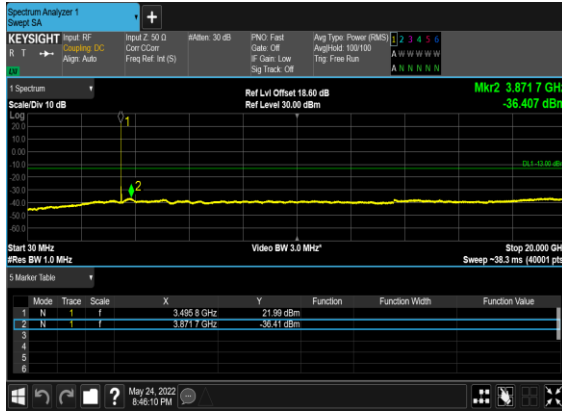 Spectrum Analyzer 1
Swept SA
+
KEYSIGHT Input: RF Input Z: 50 Ω #Atten: 30 dB PNO: Fast Avg Type: Power (RMS) 1 2 3 4 5 6
R T Coupling: DC Corr CCorr Gate: Off Avg|Hold: 100/100 A W W W W W
Align: Auto Freq Ref: Int (S) IF Gain: Low Trig: Free Run
Sig Track: Off A N N N N N
1 Spectrum
Ref Lvl Offset 18.60 dB Mkr2 3.871 7 GHz
Scale/Div 10 dB Ref Level 30.00 dBm -36.407 dBm
Log
1
20.0
10.0
0.00
-10.0 DL1 -13.00 dBm
-20.0
2
-30.0
-40.0
-50.0
-60.0
Start 30 MHz Video BW 3.0 MHz* Stop 20.000 GH
#Res BW 1.0 MHz Sweep ~38.3 ms (40001 pts
5 Marker Table
Mode Trace Scale X Y Function Function Width Function Value
1 N 1 f 3.495 8 GHz 21.99 dBm
2 N 1 f 3.871 7 GHz -36.41 dBm
3
4
5
6
? May 24, 2022
8:46:10 PM